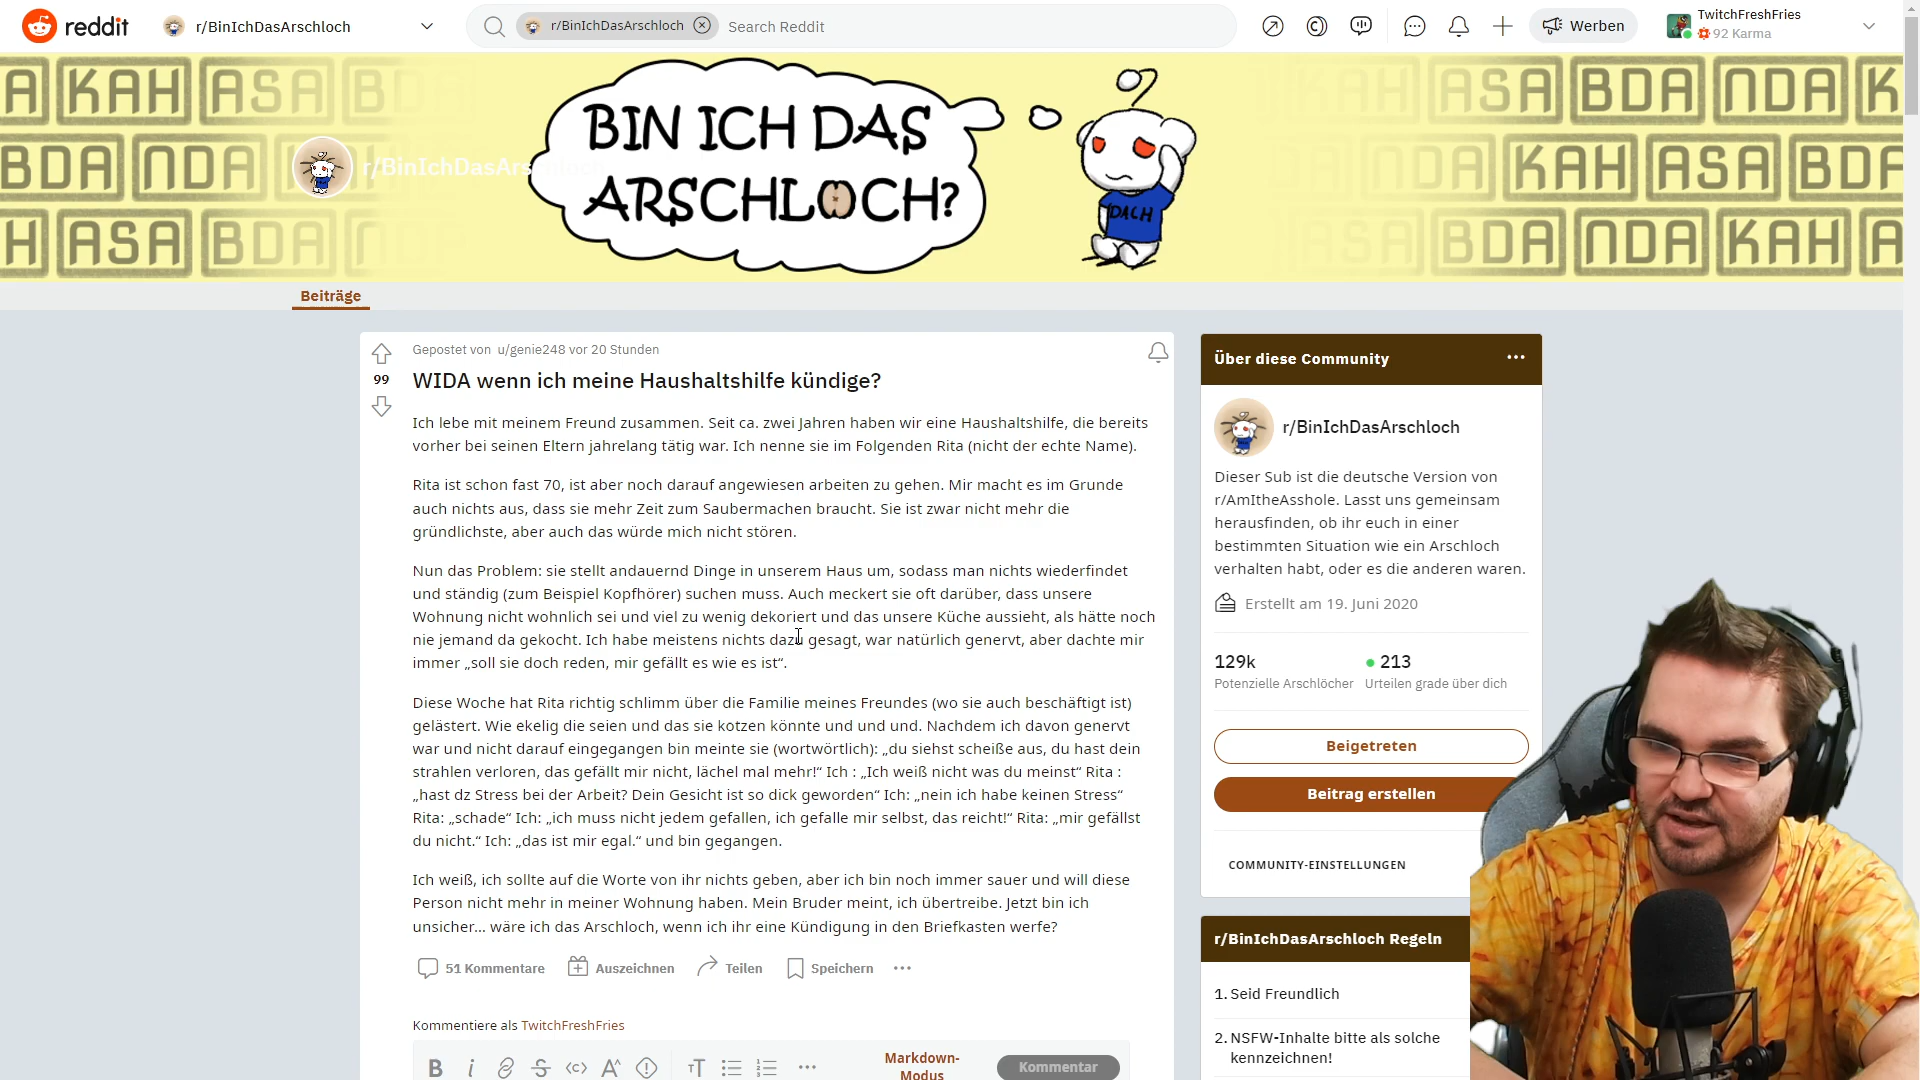 reddit
r/BinIchDasArschloch
r/BinIchDasArschloch
Search Reddit
Werben
TwitchFreshFries
92 Karma
A KAH ASA BD KAH ASA BDA NDA K
BDA NDA KAH ASA BDA
H ASA BDA ASA BDA NDA KAH A
r/BinIchDasArschloch
BIN ICH DAS
ARSCHLOCH?
DACH
Beiträge
Gepostet von u/genie248 vor 20 Stunden
99
WIDA wenn ich meine Haushaltshilfe kündige?
Ich lebe mit meinem Freund zusammen. Seit ca. zwei Jahren haben wir eine Haushaltshilfe, die bereits
vorher bei seinen Eltern jahrelang tätig war. Ich nenne sie im Folgenden Rita (nicht der echte Name).
Rita ist schon fast 70, ist aber noch darauf angewiesen arbeiten zu gehen. Mir macht es im Grunde
auch nichts aus, dass sie mehr Zeit zum Saubermachen braucht. Sie ist zwar nicht mehr die
gründlichste, aber auch das würde mich nicht stören.
Nun das Problem: sie stellt andauernd Dinge in unserem Haus um, sodass man nichts wiederfindet
und ständig (zum Beispiel Kopfhörer) suchen muss. Auch meckert sie oft darüber, dass unsere
Wohnung nicht wohnlich sei und viel zu wenig dekoriert und das unsere Küche aussieht, als hätte noch
nie jemand da gekocht. Ich habe meistens nichts dazu gesagt, war natürlich genervt, aber dachte mir
immer „soll sie doch reden, mir gefällt es wie es ist“.
Diese Woche hat Rita richtig schlimm über die Familie meines Freundes (wo sie auch beschäftigt ist)
gelästert. Wie ekelig die seien und das sie kotzen könnte und und und. Nachdem ich davon genervt
war und nicht darauf eingegangen bin meinte sie (wortwörtlich): „du siehst scheiße aus, du hast dein
strahlen verloren, das gefällt mir nicht, lächel mal mehr!“ Ich : „Ich weiß nicht was du meinst“ Rita :
„hast dz Stress bei der Arbeit? Dein Gesicht ist so dick geworden“ Ich: „nein ich habe keinen Stress“
Rita: „schade“ Ich: „ich muss nicht jedem gefallen, ich gefalle mir selbst, das reicht!“ Rita: „mir gefällst
du nicht.“ Ich: „das ist mir egal.“ und bin gegangen.
Ich weiß, ich sollte auf die Worte von ihr nichts geben, aber ich bin noch immer sauer und will diese
Person nicht mehr in meiner Wohnung haben. Mein Bruder meint, ich übertreibe. Jetzt bin ich
unsicher... wäre ich das Arschloch, wenn ich ihr eine Kündigung in den Briefkasten werfe?
51 Kommentare
Auszeichnen
Teilen
Speichern
Kommentiere als TwitchFreshFries
Markdown-
Modus
Kommentar
Über diese Community
r/BinIchDasArschloch
Dieser Sub ist die deutsche Version von
r/AmItheAsshole. Lasst uns gemeinsam
herausfinden, ob ihr euch in einer
bestimmten Situation wie ein Arschloch
verhalten habt, oder es die anderen waren.
Erstellt am 19. Juni 2020
129k
Potenzielle Arschlöcher
213
Urteilen grade über dich
Beigetreten
Beitrag erstellen
COMMUNITY-EINSTELLUNGEN
r/BinIchDasArschloch Regeln
1. Seid Freundlich
2. NSFW-Inhalte bitte als solche
kennzeichnen!